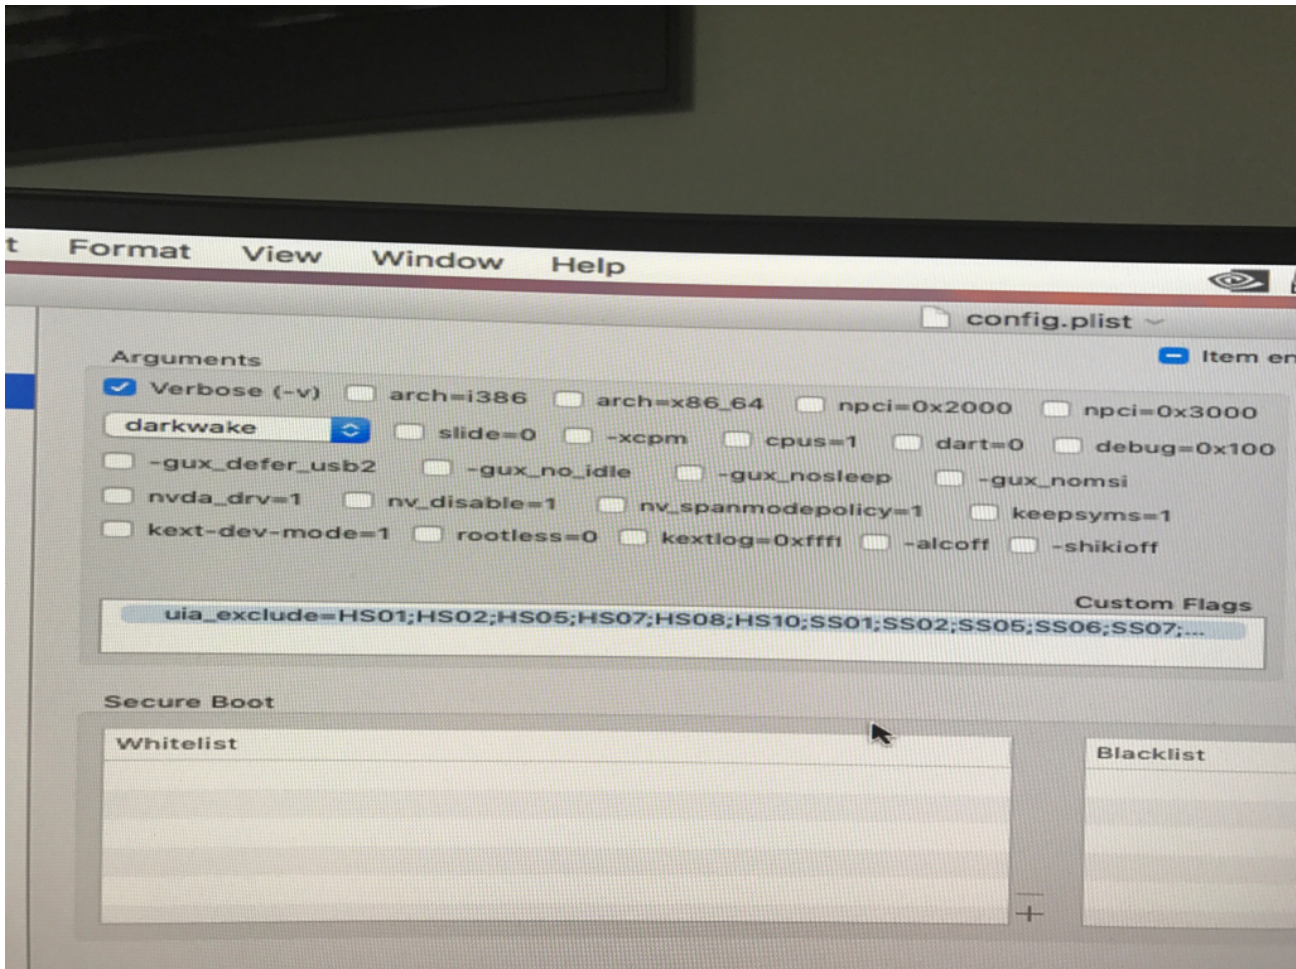 t Format View Window Help
config.plist
Arguments
Item en
Verbose (-v) arch=i386 arch=x86_64 npci=0x2000 npci=0x3000
darkwake slide=0 -xcpm cpus=1 dart=0 debug=0x100
-gux_defer_usb2 -gux_no_idle -gux_nosleep -gux_nomsi
nvda_drv=1 nv_disable=1 nv_spanmodepolicy=1 keepsyms=1
kext-dev-mode=1 rootless=0 kextlog=0xffff -alcoff -shikioff
Custom Flags
uia_exclude=HS01;HS02;HS05;HS07;HS08;HS10;SS01;SS02;SS05;SS06;SS07;...
Secure Boot
Whitelist
Blacklist